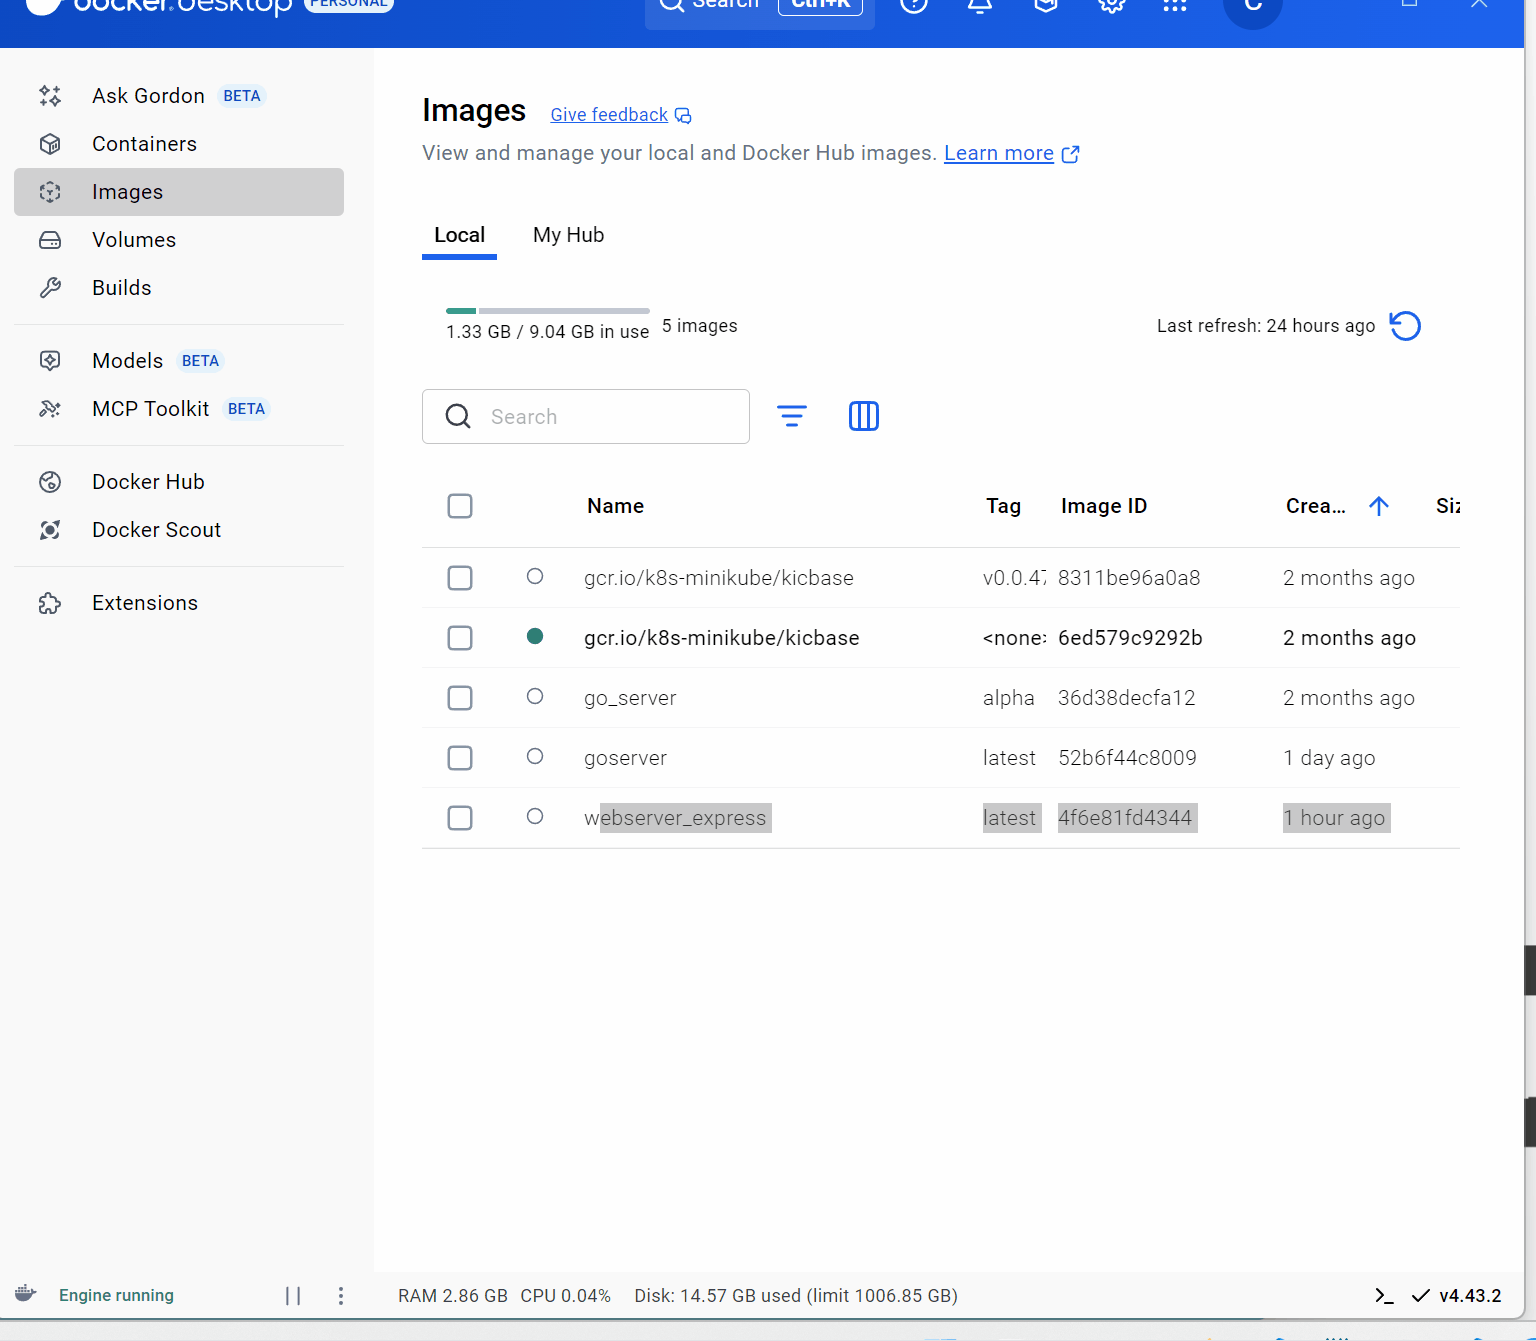 docker.desktop PERSONAL
Search Ctrl+K
C
Ask Gordon BETA
Containers
Images
Volumes
Builds
Models BETA
MCP Toolkit BETA
Docker Hub
Docker Scout
Extensions
Images Give feedback
View and manage your local and Docker Hub images. Learn more
Local My Hub
1.33 GB / 9.04 GB in use 5 images Last refresh: 24 hours ago
Search
Name Tag Image ID Crea... Siz
gcr.io/k8s-minikube/kicbase v0.0.47 8311be96a0a8 2 months ago
gcr.io/k8s-minikube/kicbase <none> 6ed579c9292b 2 months ago
go_server alpha 36d38decfa12 2 months ago
goserver latest 52b6f44c8009 1 day ago
webserver_express latest 4f6e81fd4344 1 hour ago
Engine running RAM 2.86 GB CPU 0.04% Disk: 14.57 GB used (limit 1006.85 GB) v4.43.2